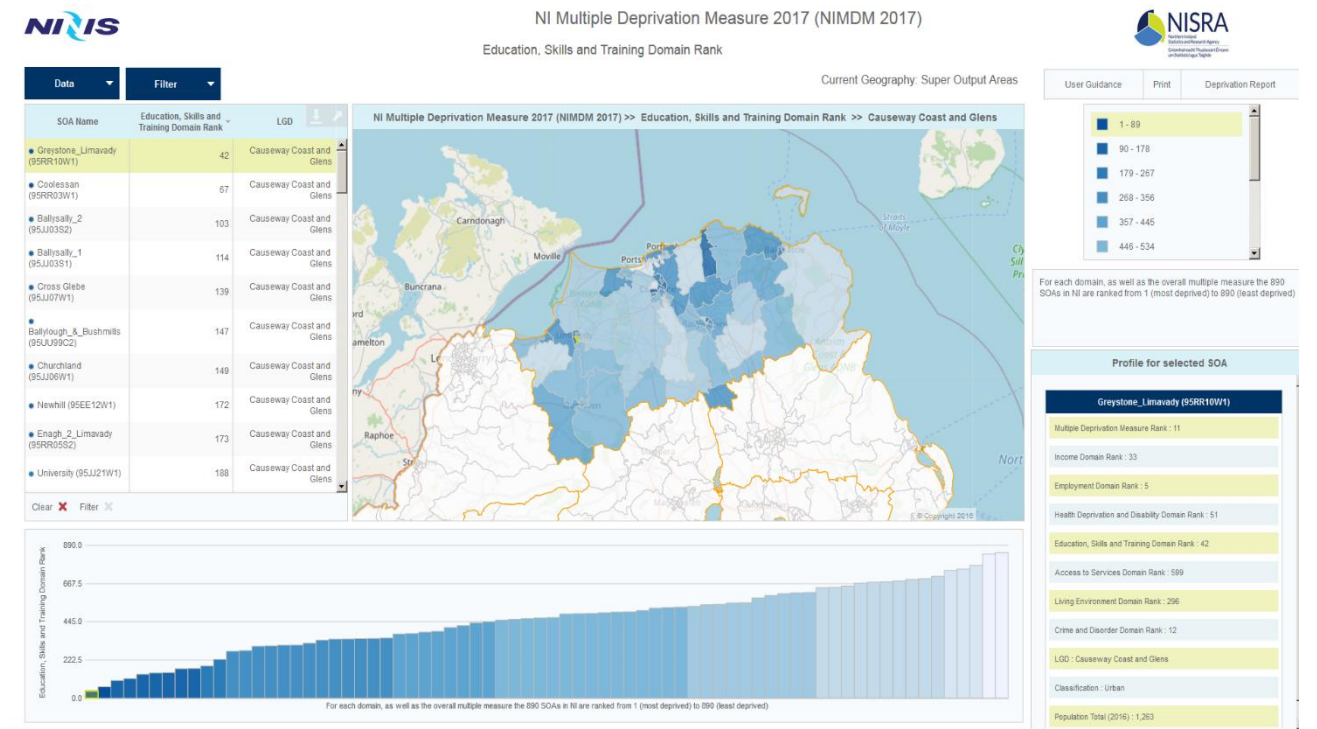 NINIS
NI Multiple Deprivation Measure 2017 (NIMDM 2017)
Education, Skills and Training Domain Rank
NISRA
Northern Ireland
Statistics and Research Agency
Data
Filter
Current Geography: Super Output Areas
User Guidance
Print
Deprivation Report
SOA Name
Education, Skills and
Training Domain Rank
LGD
Greystone_Limavady
(95RR10W1)
42
Causeway Coast and
Glens
Coolessan
(95RR03W1)
67
Causeway Coast and
Glens
Ballysally_2
(95JJ03S2)
103
Causeway Coast and
Glens
Ballysally_1
(95JJ03S1)
114
Causeway Coast and
Glens
Cross Glebe
(95JJ07W1)
139
Causeway Coast and
Glens
Ballylough_&_Bushmills
(95UU99C2)
147
Causeway Coast and
Glens
Churchland
(95JJ06W1)
149
Causeway Coast and
Glens
Newhill (95EE12W1)
172
Causeway Coast and
Glens
Enagh_2_Limavady
(95RR05S2)
173
Causeway Coast and
Glens
University (95JJ21W1)
188
Causeway Coast and
Glens
Clear
Filter
NI Multiple Deprivation Measure 2017 (NIMDM 2017) >> Education, Skills and Training Domain Rank >> Causeway Coast and Glens
Carndonagh
Straits
of Moyle
Moville
Ports
Buncrana
Raphoe
Nort
© Copyright 2016
1 - 89
90 - 178
179 - 267
268 - 356
357 - 445
446 - 534
For each domain, as well as the overall multiple measure the 890
SOAs in NI are ranked from 1 (most deprived) to 890 (least deprived)
Profile for selected SOA
Greystone_Limavady (95RR10W1)
Multiple Deprivation Measure Rank : 11
Income Domain Rank : 33
Employment Domain Rank : 5
Health Deprivation and Disability Domain Rank : 51
Education, Skills and Training Domain Rank : 42
Access to Services Domain Rank : 599
Living Environment Domain Rank : 296
Crime and Disorder Domain Rank : 12
LGD : Causeway Coast and Glens
Classification : Urban
Population Total (2016) : 1,263
Education, Skills and Training Domain Rank
890.0
667.5
445.0
222.5
0.0
For each domain, as well as the overall multiple measure the 890 SOAs in NI are ranked from 1 (most deprived) to 890 (least deprived)